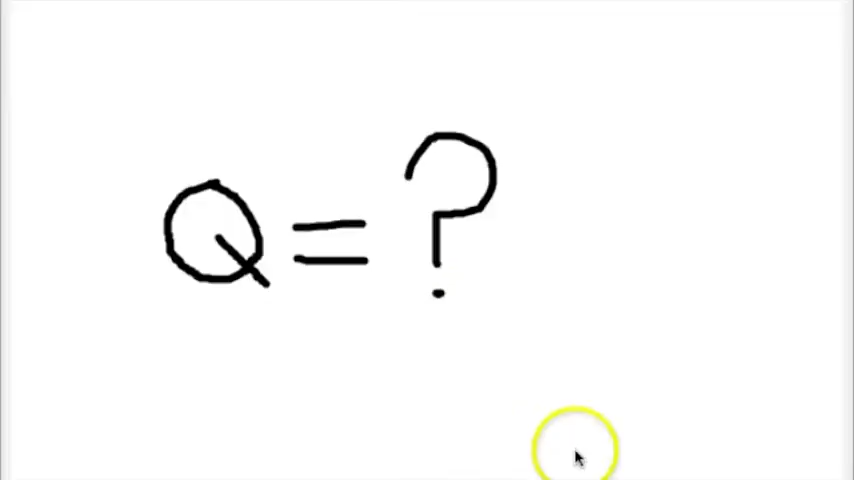 Q = ?